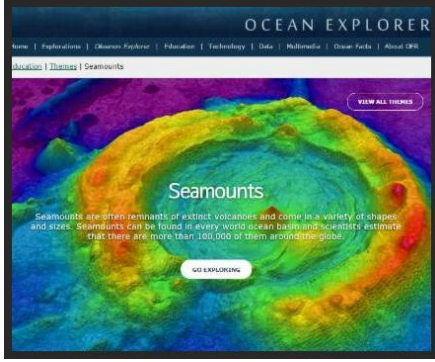 OCEAN EXPLORER
Home | Explorations | Okeanos Explorer | Education | Technology | Data | Multimedia | Ocean Facts | About OER
ducation | Themes | Seamounts
VIEW ALL THEMES
Seamounts
Seamounts are often remnants of extinct volcanoes and come in a variety of shapes
and sizes. Seamounts can be found in every world ocean basin and scientists estimate
that there are more than 100,000 of them around the globe.
GO EXPLORING